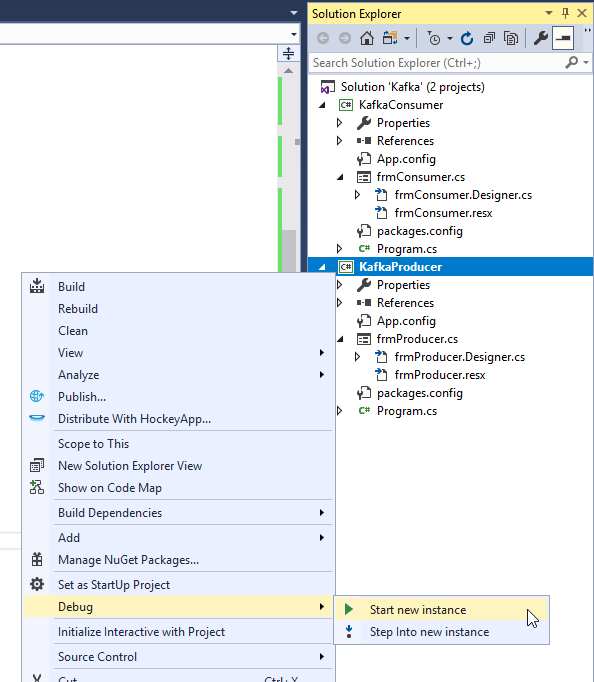 Solution Explorer
Search Solution Explorer (Ctrl+;)
Solution 'Kafka' (2 projects)
C# KafkaConsumer
Properties
References
App.config
frmConsumer.cs
frmConsumer.Designer.cs
frmConsumer.resx
packages.config
C# Program.cs
C# KafkaProducer
Properties
References
App.config
frmProducer.cs
frmProducer.Designer.cs
frmProducer.resx
packages.config
C# Program.cs
Build
Rebuild
Clean
View
Analyze
Publish...
Distribute With HockeyApp...
Scope to This
New Solution Explorer View
Show on Code Map
Build Dependencies
Add
Manage NuGet Packages...
Set as StartUp Project
Debug
Initialize Interactive with Project
Source Control
Cut Ctrl+X
Start new instance
Step Into new instance